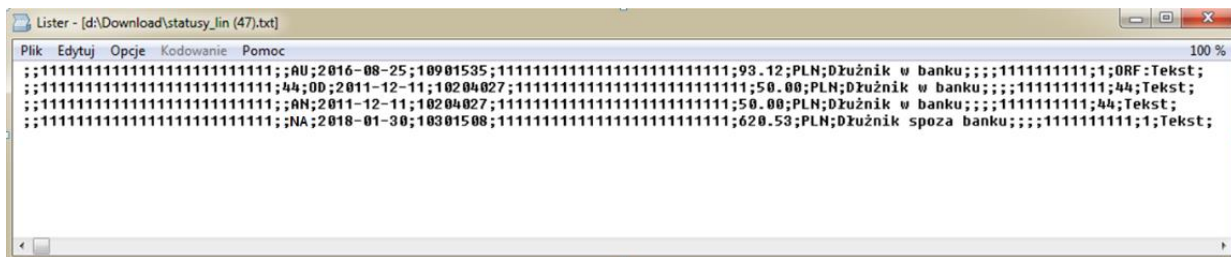 Lister - [d:\Download\statusy_lin (47).txt]
Plik Edytuj Opcje Kodowanie Pomoc 100 %
;;11111111111111111111111111;;AU;2016-08-25;10901535;11111111111111111111111111;93.12;PLN;Dłużnik w banku;;;;1111111111;1;ORF:Tekst;
;;11111111111111111111111111;44;OD;2011-12-11;10204027;11111111111111111111111111;50.00;PLN;Dłużnik w banku;;;;1111111111;44;Tekst;
;;11111111111111111111111111;;AN;2011-12-11;10204027;11111111111111111111111111;50.00;PLN;Dłużnik w banku;;;;1111111111;44;Tekst;
;;11111111111111111111111111;;NA;2018-01-30;10301508;11111111111111111111111111;620.53;PLN;Dłużnik spoza banku;;;;1111111111;1;Tekst;